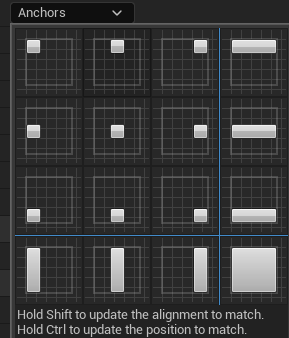 Anchors
Hold Shift to update the alignment to match.
Hold Ctrl to update the position to match.